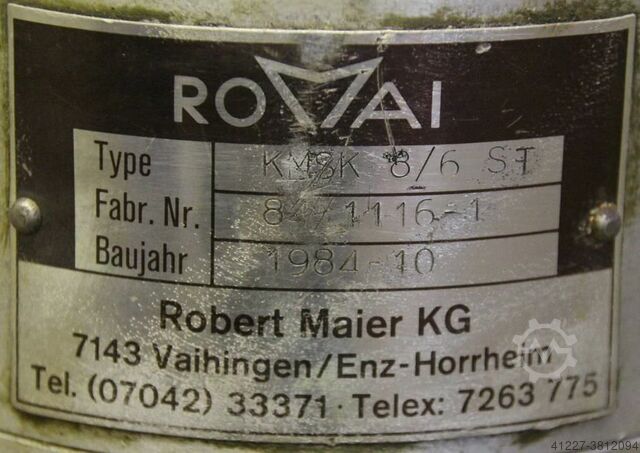 ROMAI
Type KMSK 8/6 ST
Fabr. Nr. 84/1116-1
Baujahr 1984-10
Robert Maier KG
7143 Vaihingen/Enz-Horrheim
Tel. (07042) 33371 · Telex: 7263 775
41227-3812094